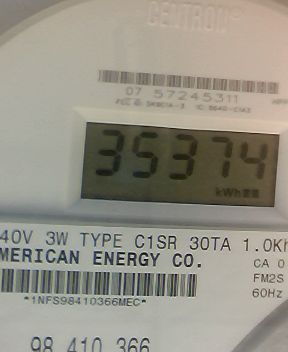 CENTRON®
07 57245311
35374
kWh
40V 3W TYPE C1SR 30TA 1.0Kh
MERICAN ENERGY CO.
CA 0
FM2S
60Hz
*1NFS98410366MEC*
98 410 366